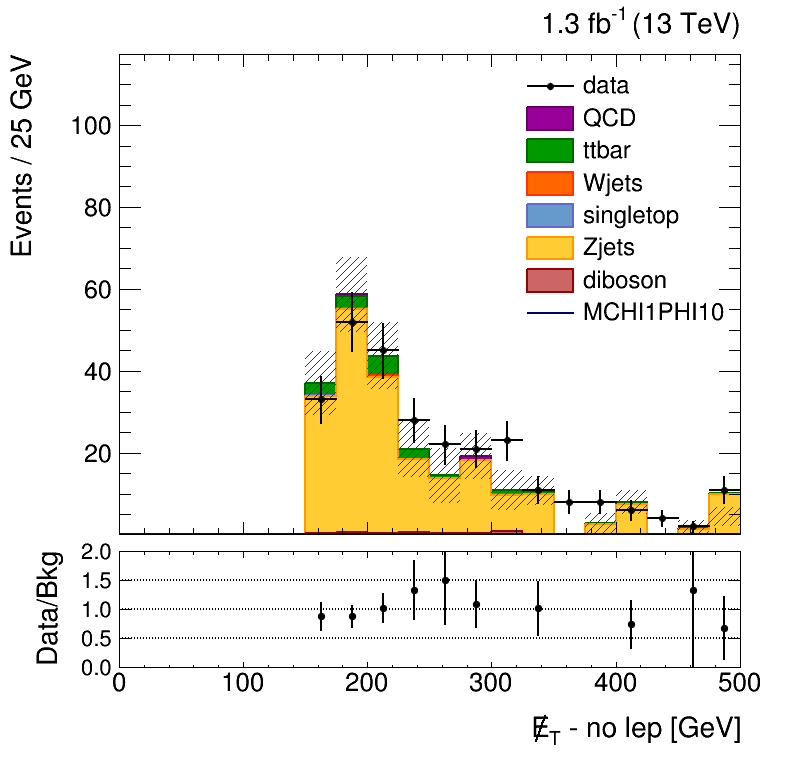 1.3 fb⁻¹ (13 TeV)
Events / 25 GeV
100
80
60
40
20
data
QCD
ttbar
Wjets
singletop
Zjets
diboson
MCHI1PHI10
Data/Bkg
2.0
1.5
1.0
0.5
0.0
0 100 200 300 400 500
E̸_T - no lep [GeV]